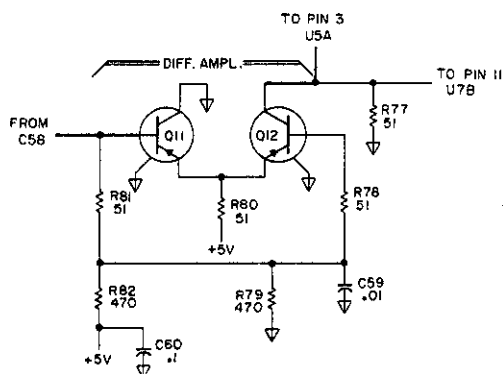 TO PIN 3
U5A
DIFF. AMPL.
TO PIN 11
U7B
R77
51
FROM
C58
Q11
Q12
R81
51
R80
51
+5V
R78
51
R82
470
R79
470
C59
.01
C60
.1
+5V